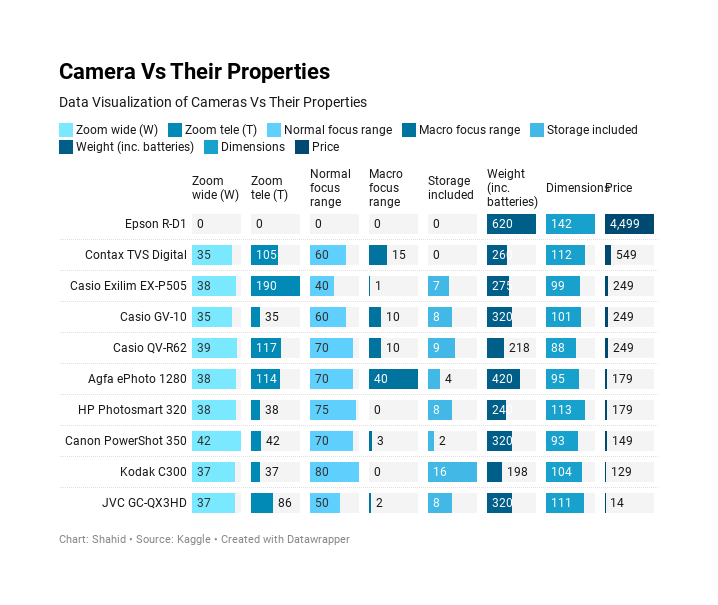 Camera Vs Their Properties
Data Visualization of Cameras Vs Their Properties
Zoom wide (W) Zoom tele (T) Normal focus range Macro focus range Storage included
Weight (inc. batteries) Dimensions Price
Zoom wide (W) Zoom tele (T) Normal focus range Macro focus range Storage included Weight (inc. batteries) Dimensions Price
Epson R-D1 0 0 0 0 0 620 142 4,499
Contax TVS Digital 35 105 60 15 0 26 112 549
Casio Exilim EX-P505 38 190 40 1 7 275 99 249
Casio GV-10 35 35 60 10 8 320 101 249
Casio QV-R62 39 117 70 10 9 218 88 249
Agfa ePhoto 1280 38 114 70 40 4 420 95 179
HP Photosmart 320 38 38 75 0 8 240 113 179
Canon PowerShot 350 42 42 70 3 2 320 93 149
Kodak C300 37 37 80 0 16 198 104 129
JVC GC-QX3HD 37 86 50 2 8 320 111 14
Chart: Shahid • Source: Kaggle • Created with Datawrapper